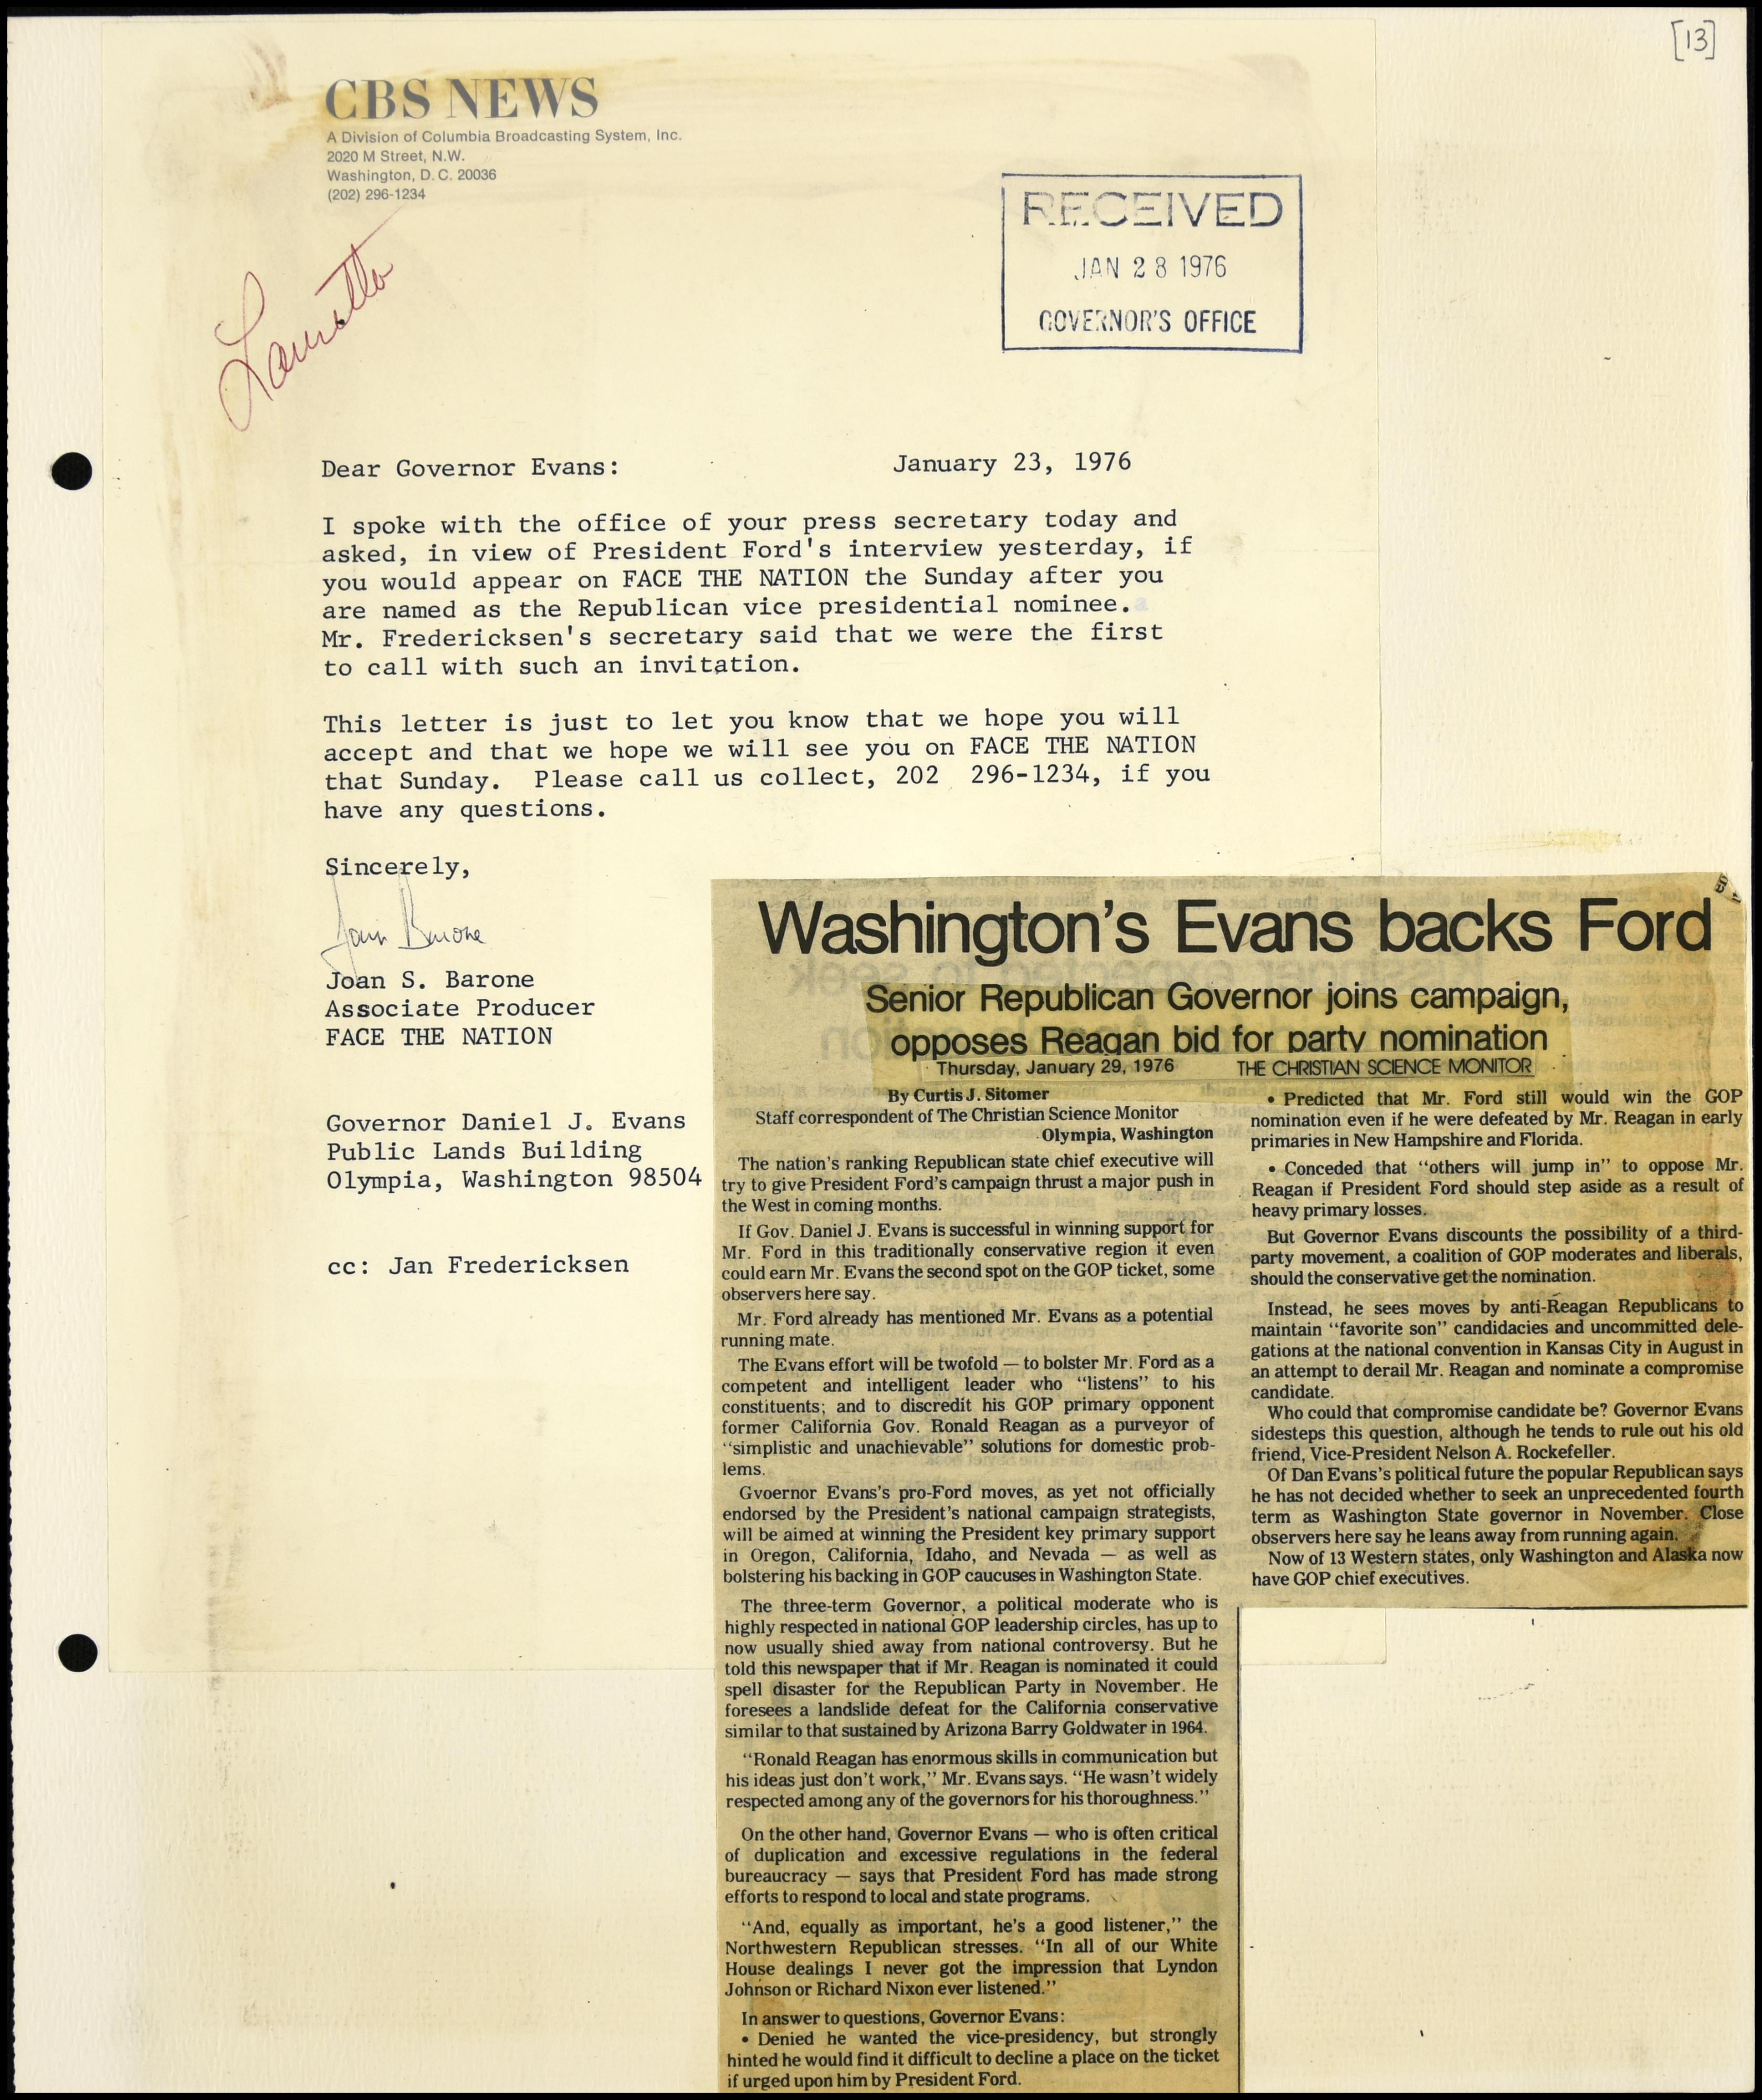 [13]
CBS NEWS
A Division of Columbia Broadcasting System, Inc.
2020 M Street, N.W.
Washington, D.C. 20036
(202) 296-1234
RECEIVED
JAN 28 1976
GOVERNOR'S OFFICE
Dear Governor Evans: January 23, 1976
I spoke with the office of your press secretary today and
asked, in view of President Ford's interview yesterday, if
you would appear on FACE THE NATION the Sunday after you
are named as the Republican vice presidential nominee.
Mr. Fredericksen's secretary said that we were the first
to call with such an invitation.
This letter is just to let you know that we hope you will
accept and that we hope we will see you on FACE THE NATION
that Sunday. Please call us collect, 202 296-1234, if you
have any questions.
Sincerely,
Joan Barone
Joan S. Barone
Associate Producer
FACE THE NATION
Governor Daniel J. Evans
Public Lands Building
Olympia, Washington 98504
cc: Jan Fredericksen
Washington's Evans backs Ford
Senior Republican Governor joins campaign,
opposes Reagan bid for party nomination
Thursday, January 29, 1976 THE CHRISTIAN SCIENCE MONITOR
By Curtis J. Sitomer
Staff correspondent of The Christian Science Monitor
Olympia, Washington
The nation's ranking Republican state chief executive will
try to give President Ford's campaign thrust a major push in
the West in coming months.
If Gov. Daniel J. Evans is successful in winning support for
Mr. Ford in this traditionally conservative region it even
could earn Mr. Evans the second spot on the GOP ticket, some
observers here say.
Mr. Ford already has mentioned Mr. Evans as a potential
running mate.
The Evans effort will be twofold — to bolster Mr. Ford as a
competent and intelligent leader who "listens" to his
constituents; and to discredit his GOP primary opponent
former California Gov. Ronald Reagan as a purveyor of
"simplistic and unachievable" solutions for domestic prob-
lems.
Gvoernor Evans's pro-Ford moves, as yet not officially
endorsed by the President's national campaign strategists,
will be aimed at winning the President key primary support
in Oregon, California, Idaho, and Nevada — as well as
bolstering his backing in GOP caucuses in Washington State.
The three-term Governor, a political moderate who is
highly respected in national GOP leadership circles, has up to
now usually shied away from national controversy. But he
told this newspaper that if Mr. Reagan is nominated it could
spell disaster for the Republican Party in November. He
foresees a landslide defeat for the California conservative
similar to that sustained by Arizona Barry Goldwater in 1964.
"Ronald Reagan has enormous skills in communication but
his ideas just don't work," Mr. Evans says. "He wasn't widely
respected among any of the governors for his thoroughness."
On the other hand, Governor Evans — who is often critical
of duplication and excessive regulations in the federal
bureaucracy — says that President Ford has made strong
efforts to respond to local and state programs.
"And, equally as important, he's a good listener," the
Northwestern Republican stresses. "In all of our White
House dealings I never got the impression that Lyndon
Johnson or Richard Nixon ever listened."
In answer to questions, Governor Evans:
• Denied he wanted the vice-presidency, but strongly
hinted he would find it difficult to decline a place on the ticket
if urged upon him by President Ford.
• Predicted that Mr. Ford still would win the GOP
nomination even if he were defeated by Mr. Reagan in early
primaries in New Hampshire and Florida.
• Conceded that "others will jump in" to oppose Mr.
Reagan if President Ford should step aside as a result of
heavy primary losses.
But Governor Evans discounts the possibility of a third-
party movement, a coalition of GOP moderates and liberals,
should the conservative get the nomination.
Instead, he sees moves by anti-Reagan Republicans to
maintain "favorite son" candidacies and uncommitted dele-
gations at the national convention in Kansas City in August in
an attempt to derail Mr. Reagan and nominate a compromise
candidate.
Who could that compromise candidate be? Governor Evans
sidesteps this question, although he tends to rule out his old
friend, Vice-President Nelson A. Rockefeller.
Of Dan Evans's political future the popular Republican says
he has not decided whether to seek an unprecedented fourth
term as Washington State governor in November. Close
observers here say he leans away from running again.
Now of 13 Western states, only Washington and Alaska now
have GOP chief executives.